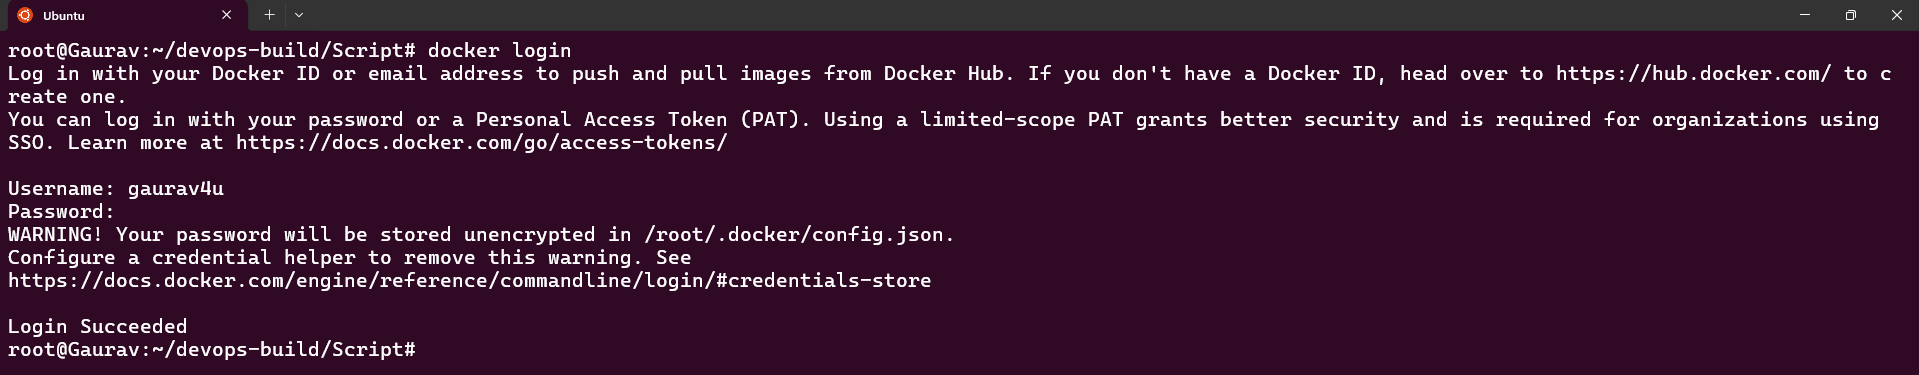 Ubuntu
root@Gaurav:~/devops-build/Script# docker login
Log in with your Docker ID or email address to push and pull images from Docker Hub. If you don't have a Docker ID, head over to https://hub.docker.com/ to c
reate one.
You can log in with your password or a Personal Access Token (PAT). Using a limited-scope PAT grants better security and is required for organizations using
SSO. Learn more at https://docs.docker.com/go/access-tokens/
Username: gaurav4u
Password:
WARNING! Your password will be stored unencrypted in /root/.docker/config.json.
Configure a credential helper to remove this warning. See
https://docs.docker.com/engine/reference/commandline/login/#credentials-store
Login Succeeded
root@Gaurav:~/devops-build/Script#